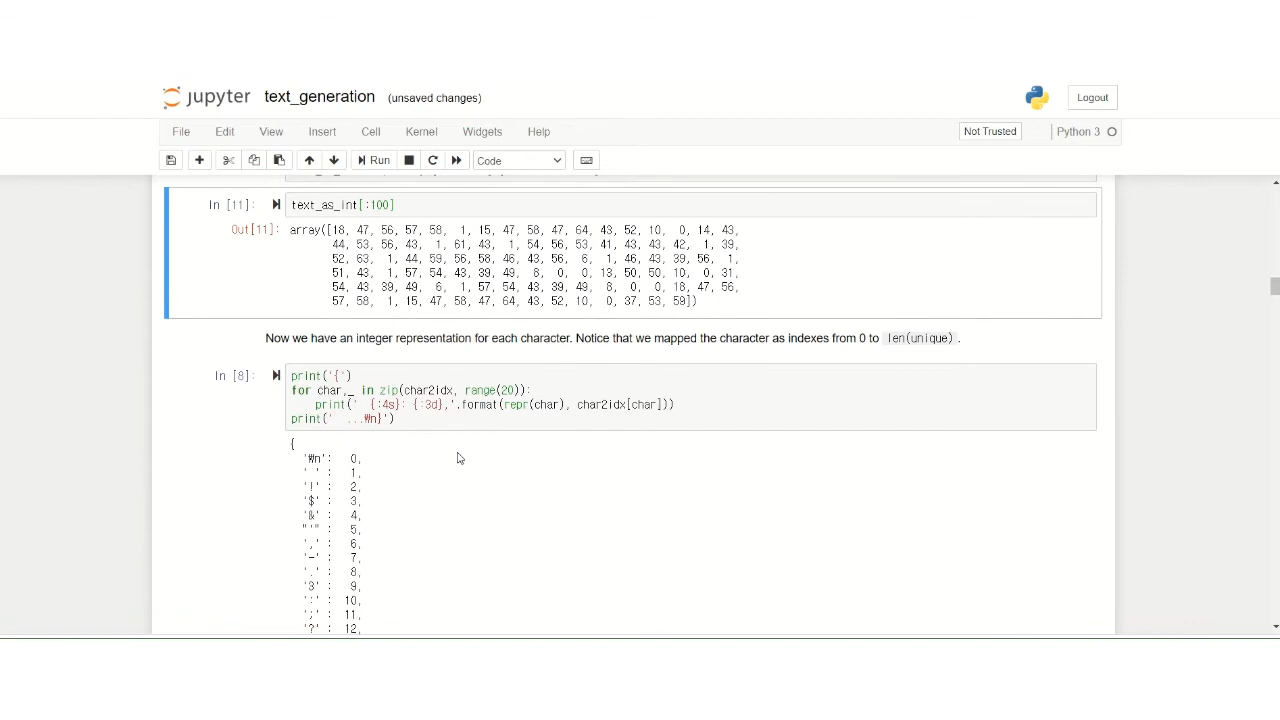 jupyter text_generation (unsaved changes) Logout
File Edit View Insert Cell Kernel Widgets Help Not Trusted Python 3
Run Code
In [11]: text_as_int[:100]
Out[11]: array([18, 47, 56, 57, 58, 1, 15, 47, 58, 47, 64, 43, 52, 10, 0, 14, 43,
44, 53, 56, 43, 1, 61, 43, 1, 54, 56, 53, 41, 43, 43, 42, 1, 39,
52, 63, 1, 44, 59, 56, 58, 46, 43, 56, 6, 1, 46, 43, 39, 56, 1,
51, 43, 1, 57, 54, 43, 39, 49, 8, 0, 0, 13, 50, 50, 10, 0, 31,
54, 43, 39, 49, 6, 1, 57, 54, 43, 39, 49, 8, 0, 0, 18, 47, 56,
57, 58, 1, 15, 47, 58, 47, 64, 43, 52, 10, 0, 37, 53, 59])
Now we have an integer representation for each character. Notice that we mapped the character as indexes from 0 to len(unique) .
In [8]: print('{')
for char,_ in zip(char2idx, range(20)):
print('  {:4s}: {:3d},'.format(repr(char), char2idx[char]))
print('  ...₩n}')
{
'₩n': 0,
' ' : 1,
'!' : 2,
'$' : 3,
'&' : 4,
"'" : 5,
',' : 6,
'-' : 7,
'.' : 8,
'3' : 9,
':' : 10,
';' : 11,
'?' : 12,